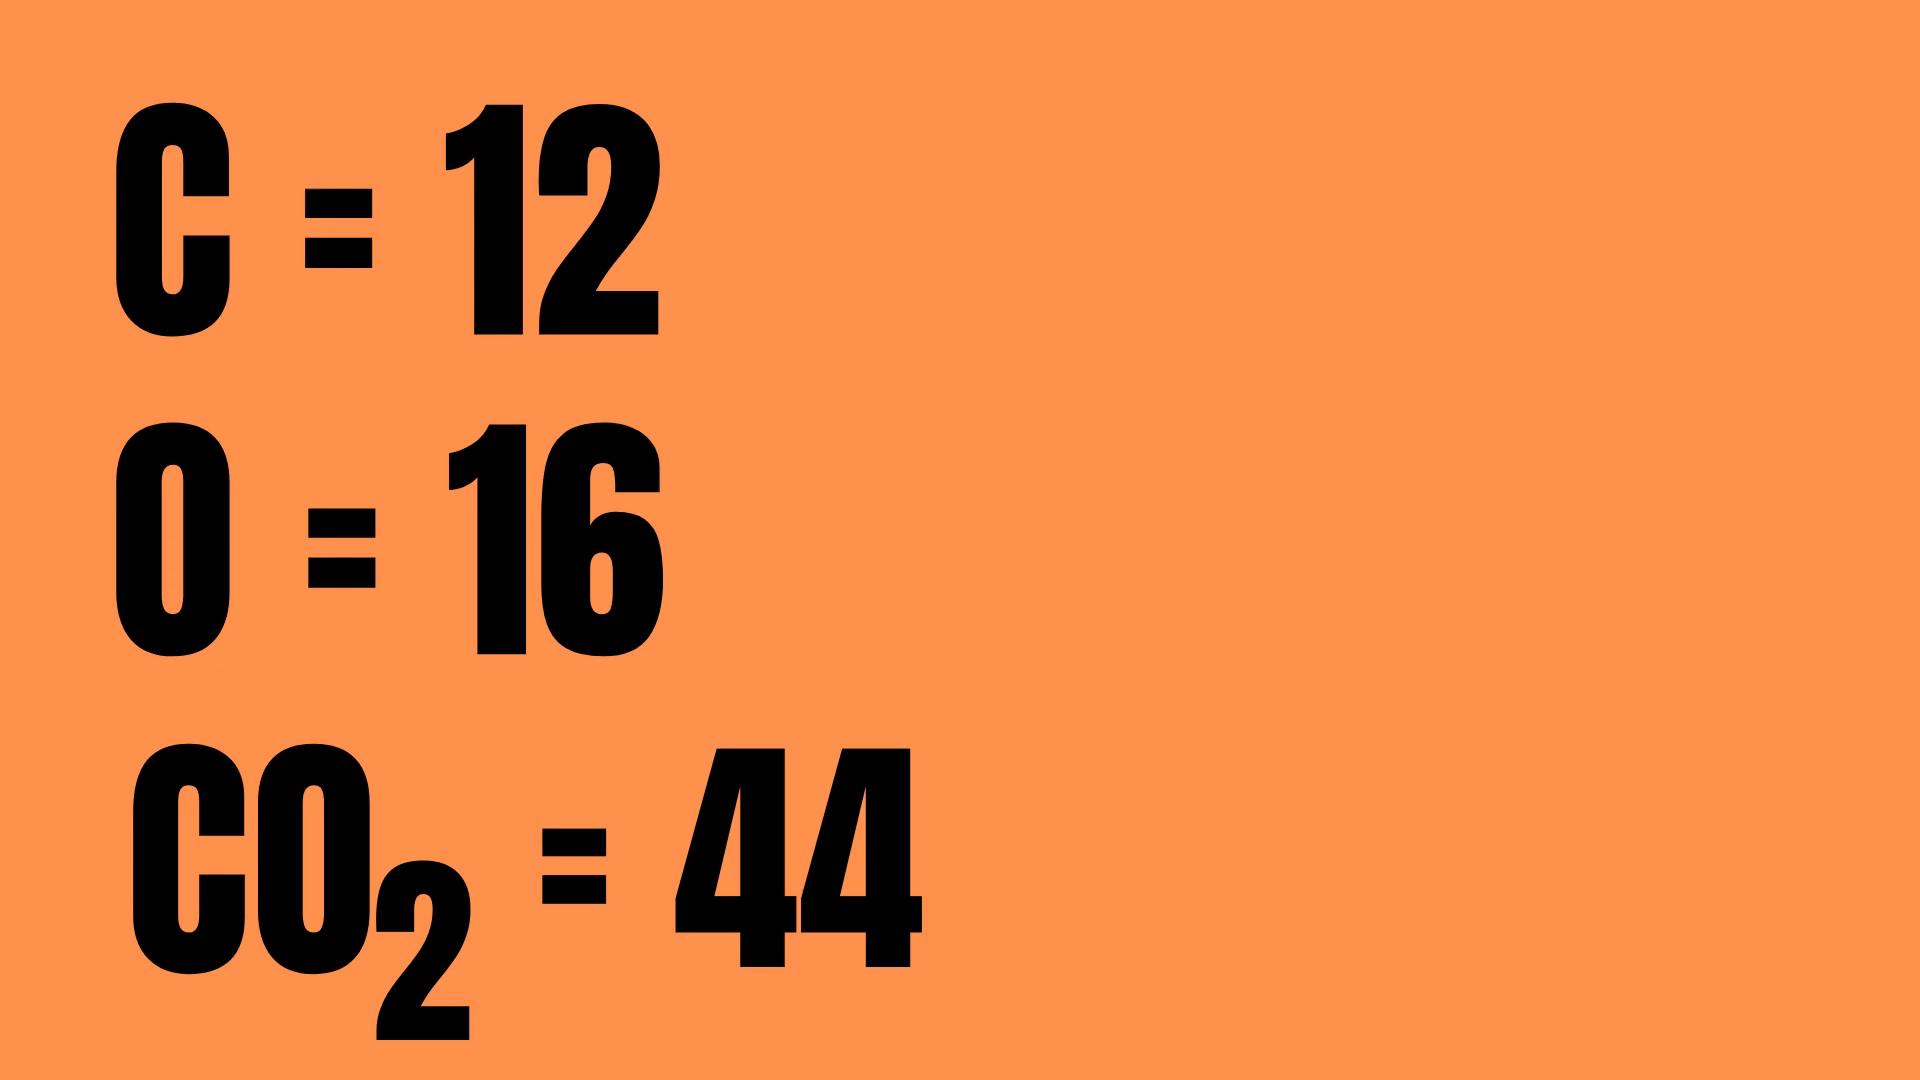 C = 12
O = 16
CO₂ = 44